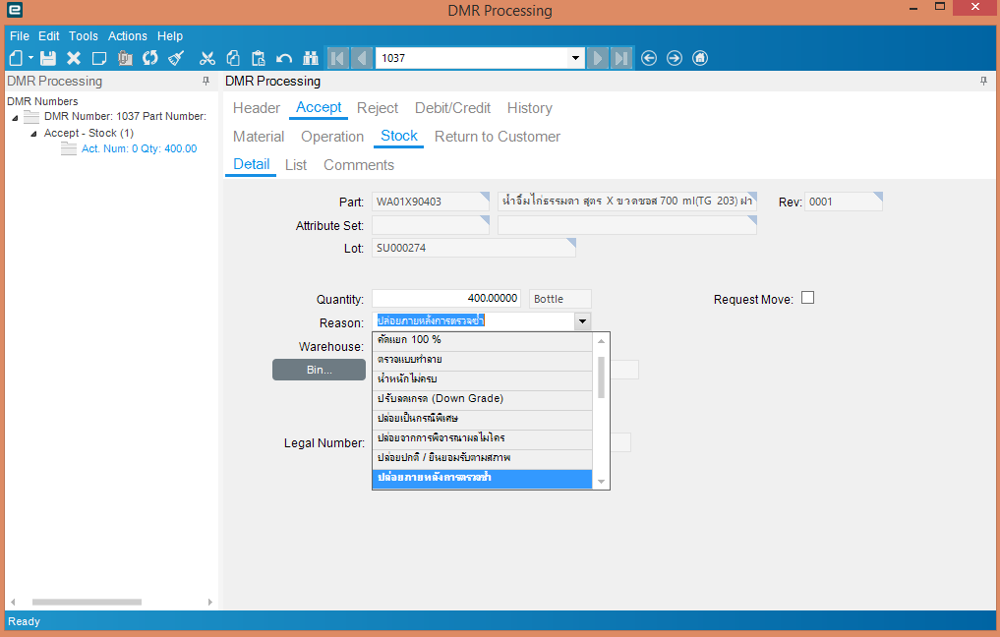 DMR Processing
File Edit Tools Actions Help
1037
DMR Processing
DMR Processing
DMR Numbers
DMR Number: 1037 Part Number:
Accept - Stock (1)
Act. Num: 0 Qty: 400.00
Header Accept Reject Debit/Credit History
Material Operation Stock Return to Customer
Detail List Comments
Part: WA01X90403 น้ำจิ้มไก่ธรรมดา สูตร X ขวดซอส 700 ml(TG 203) ฝา Rev: 0001
Attribute Set:
Lot: SU000274
Quantity: 400.00000 Bottle Request Move:
Reason: ปล่อยภายหลังการตรวจซ้ำ
Warehouse:
Bin...
Legal Number:
คัดแยก 100 %
ตรวจแบบทำลาย
น้ำหนักไม่ครบ
ปรับลดเกรด (Down Grade)
ปล่อยเป็นกรณีพิเศษ
ปล่อยจากการพิจารณาผลไมโคร
ปล่อยปกติ / ยินยอมรับตามสภาพ
ปล่อยภายหลังการตรวจซ้ำ
Ready